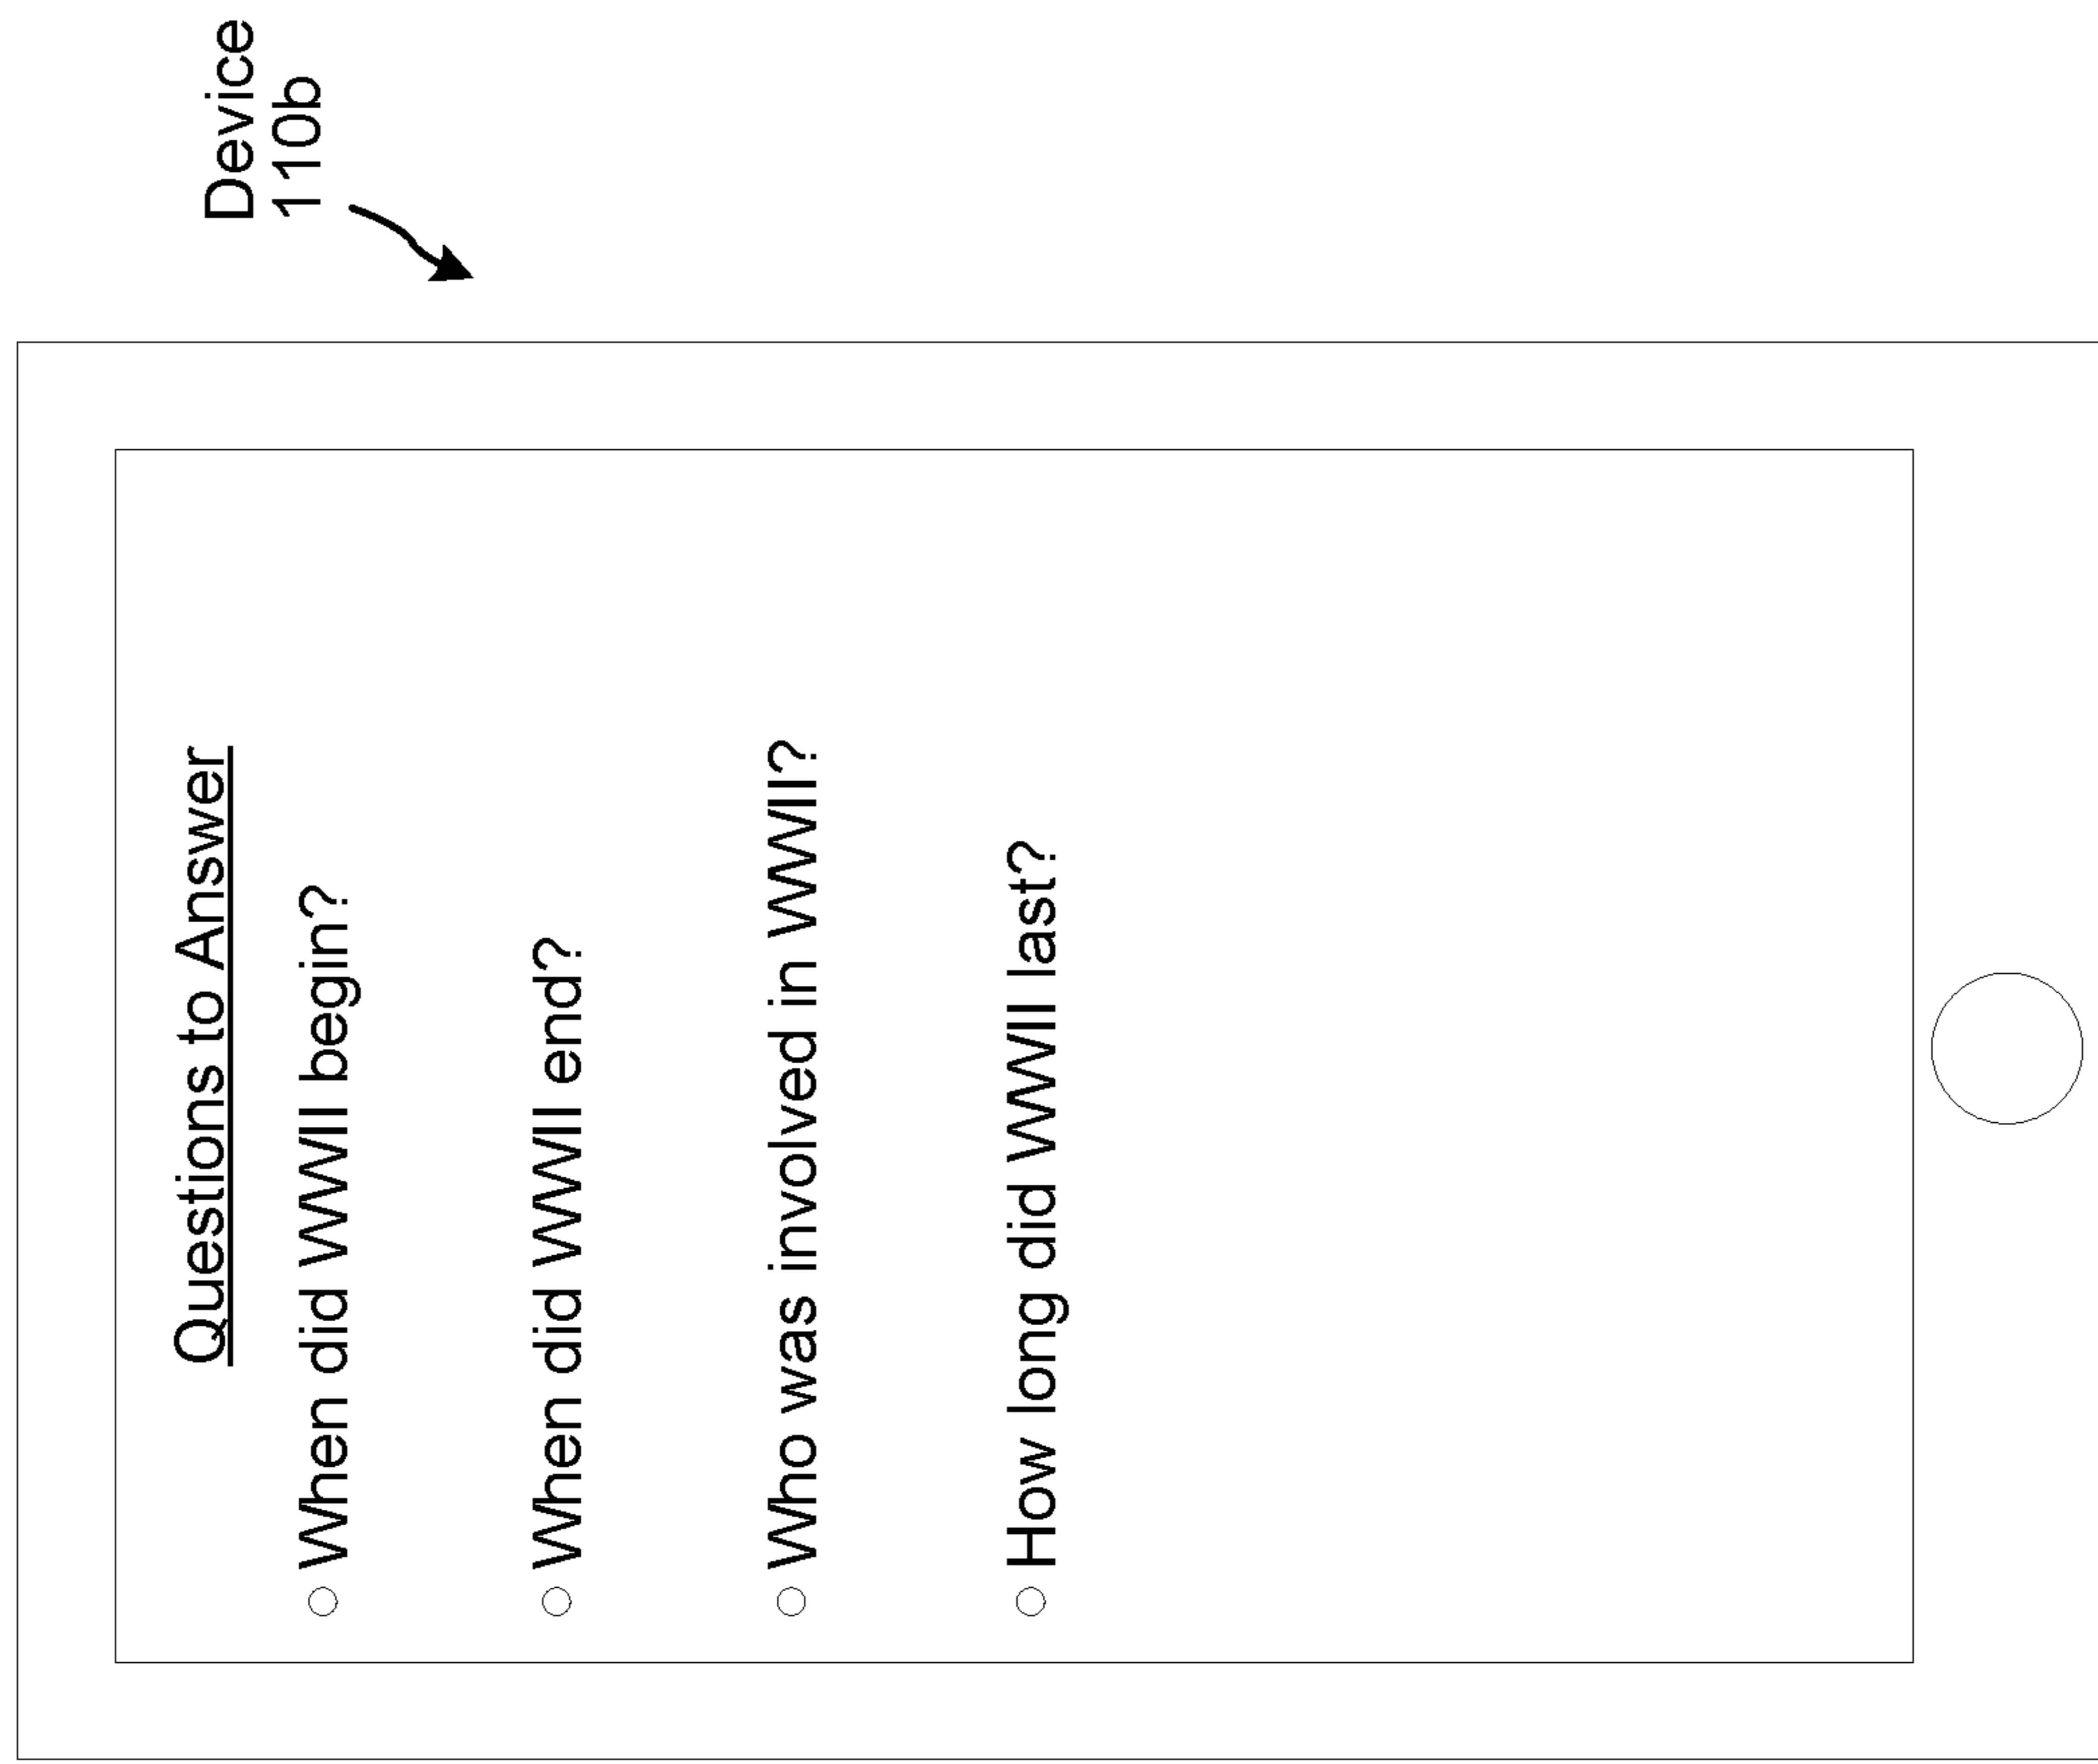 Device
110b
Questions to Answer
When did WWII begin?
When did WWII end?
Who was involved in WWII?
How long did WWII last?